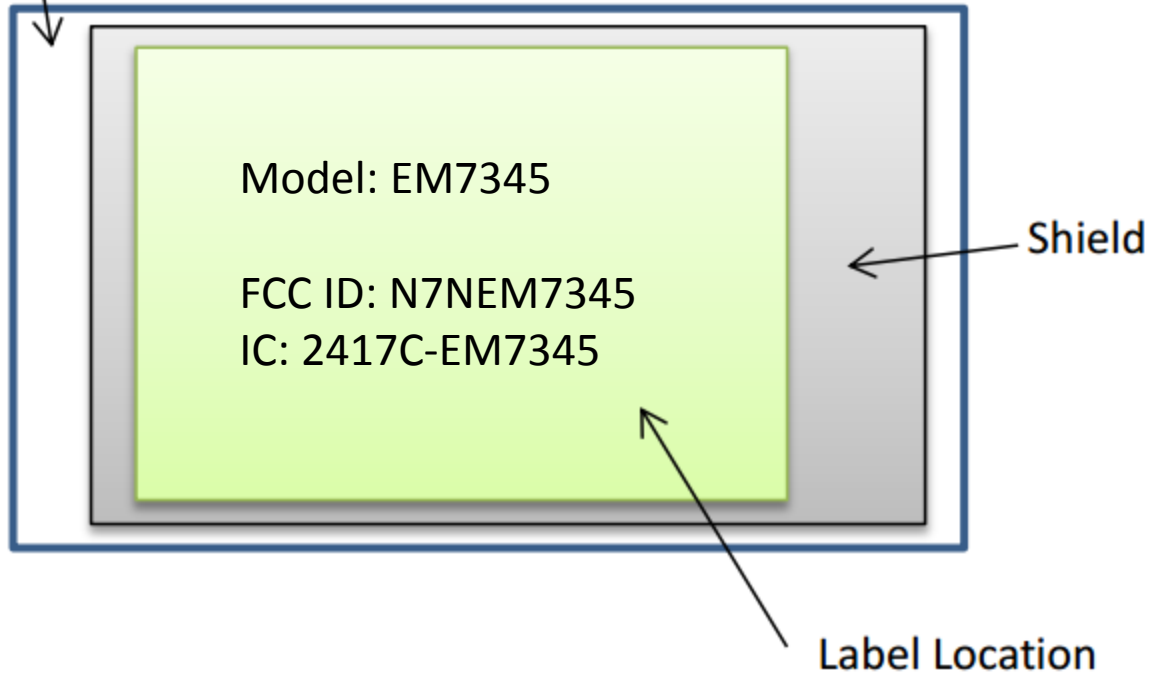 Model: EM7345
FCC ID: N7NEM7345
IC: 2417C-EM7345
Shield
Label Location